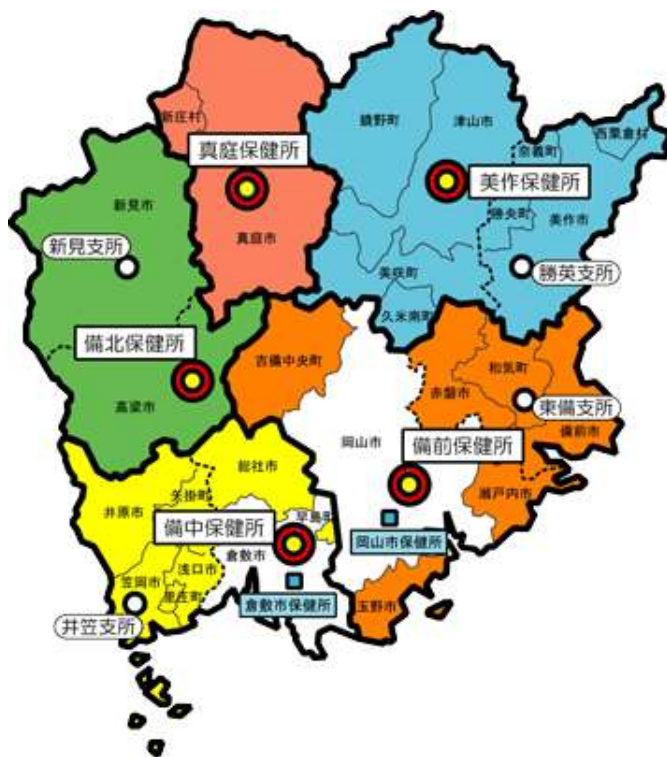 鏡野町
津山市
新庄村
西粟倉村
奈義町
真庭保健所
美作保健所
新見市
勝央町
美作市
真庭市
新見支所
美咲町
勝英支所
久米南町
備北保健所
吉備中央町
和気町
赤磐市
高梁市
東備支所
岡山市
備前市
備前保健所
総社市
矢掛町
瀬戸内市
井原市
早島町
備中保健所
岡山市保健所
倉敷市
浅口市
笠岡市
里庄町
倉敷市保健所
玉野市
井笠支所